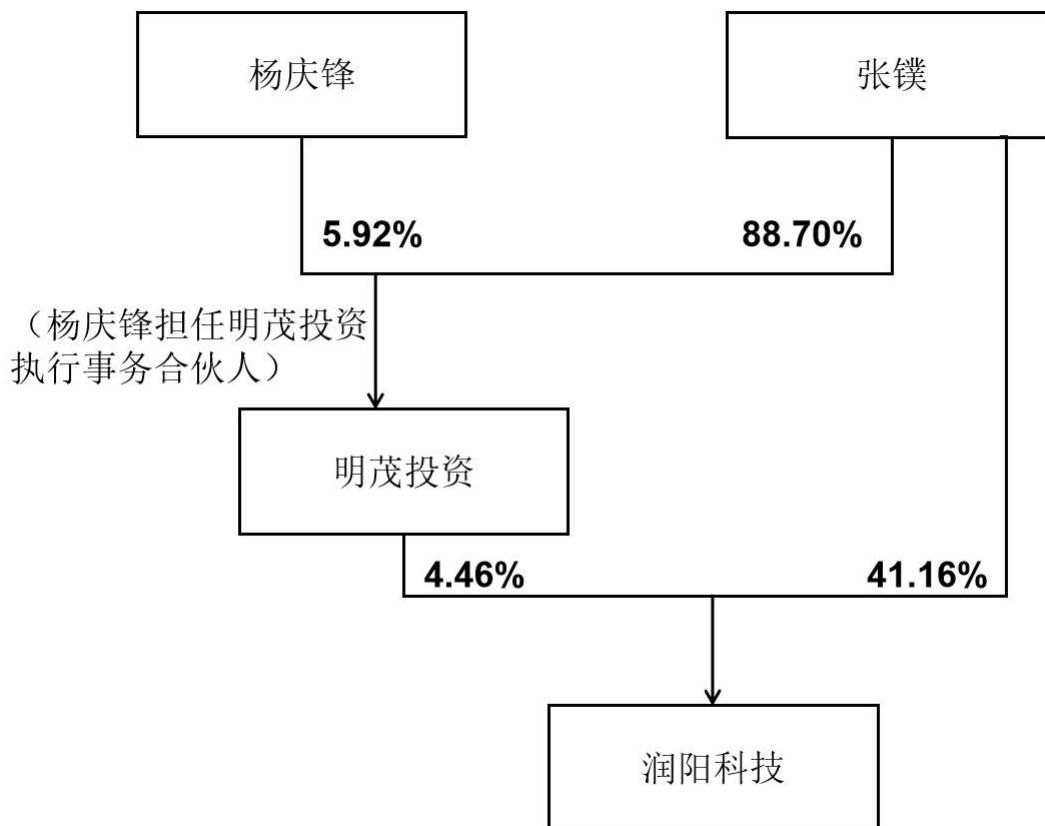 杨庆锋
张镤
5.92%
88.70%
（杨庆锋担任明茂投资
执行事务合伙人）
明茂投资
4.46%
41.16%
润阳科技